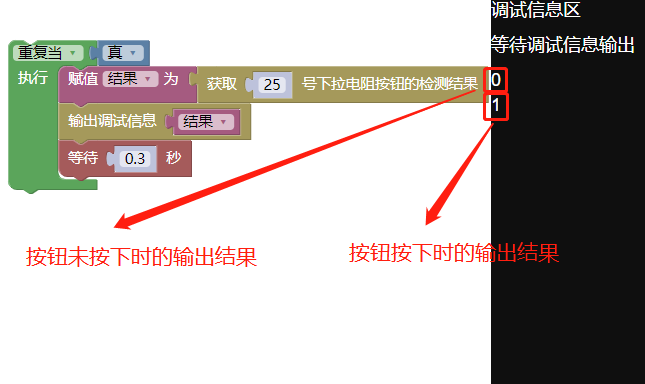 调试信息区
等待调试信息输出
重复当 真
执行 赋值 结果 为 获取 25 号下拉电阻按钮的检测结果
0
1
输出调试信息 结果
等待 0.3 秒
按钮未按下时的输出结果
按钮按下时的输出结果